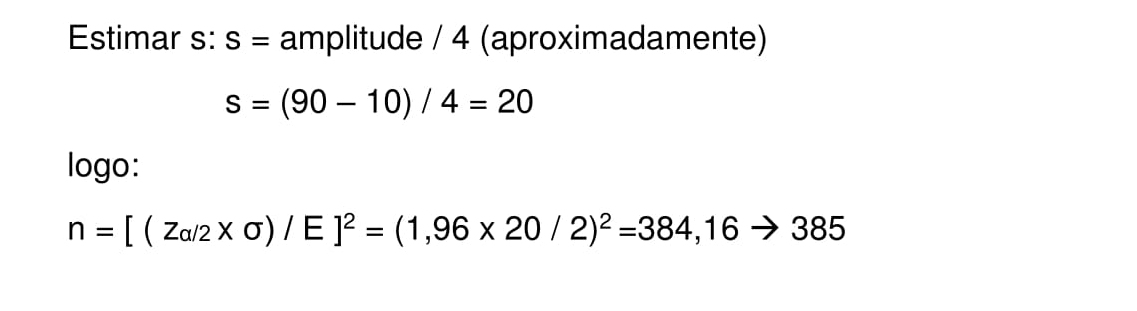 Estimar s: s = amplitude / 4 (aproximadamente)
s = (90 – 10) / 4 = 20
logo:
n = [ ( zα/2 x σ) / E ]² = (1,96 x 20 / 2)² =384,16 → 385